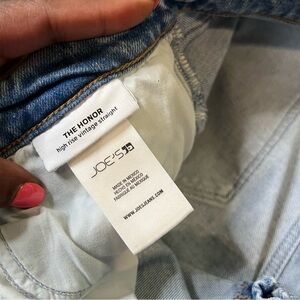 THE HONOR
high rise vintage straight
JOE'S
MADE IN MEXICO
HECHO EN MEXICO
FABRIQUÉ AU MEXIQUE
WWW.JOESJEANS.COM